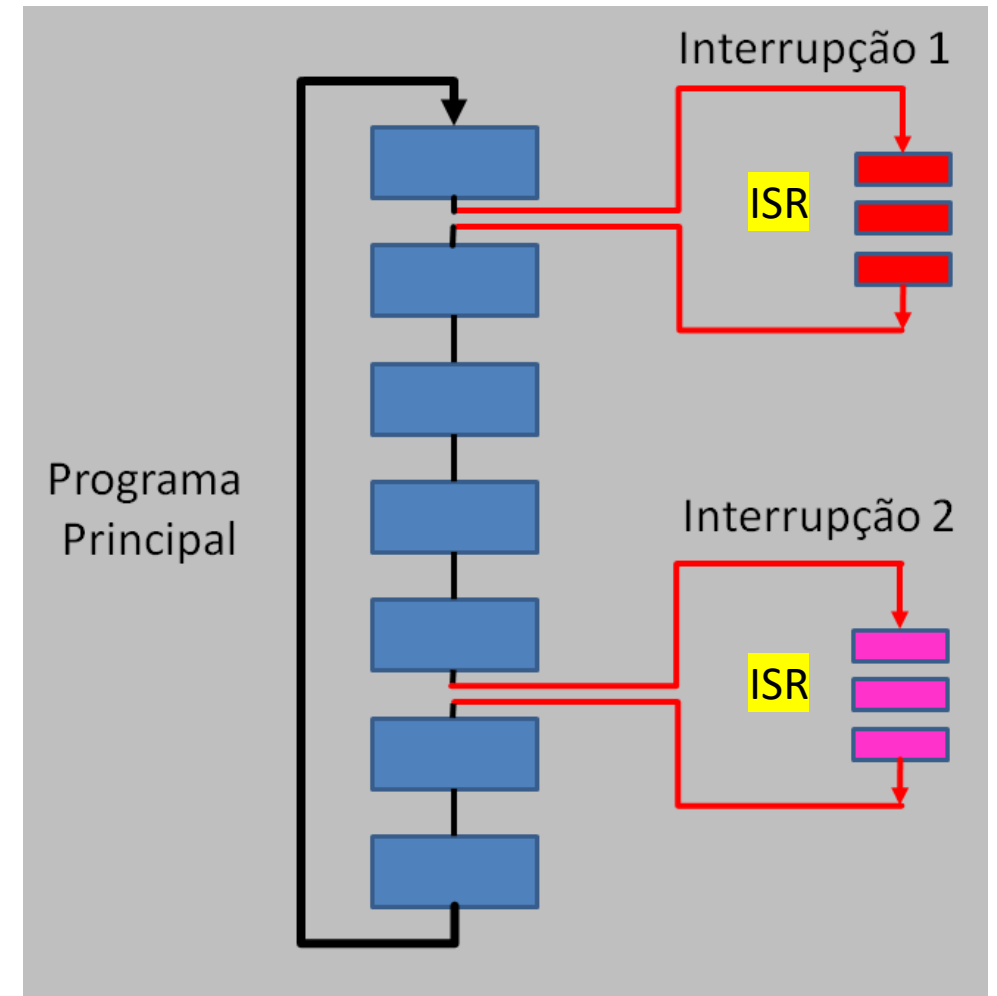 Interrupção 1
ISR
Programa
Principal
Interrupção 2
ISR